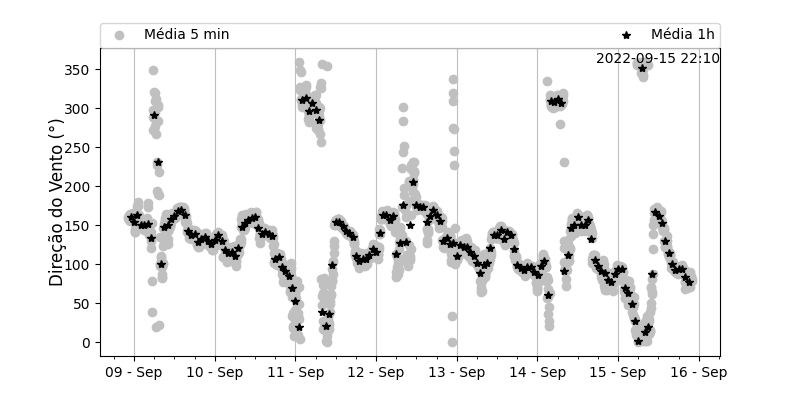 Média 5 min
Média 1h
2022-09-15 22:10
Direção do Vento (°)
350
300
250
200
150
100
50
0
09 - Sep
10 - Sep
11 - Sep
12 - Sep
13 - Sep
14 - Sep
15 - Sep
16 - Sep